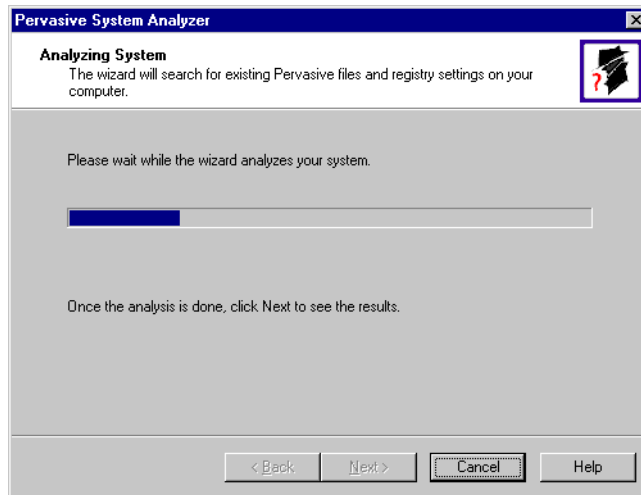 Pervasive System Analyzer
Analyzing System
The wizard will search for existing Pervasive files and registry settings on your
computer.
?
Please wait while the wizard analyzes your system.
Once the analysis is done, click Next to see the results.
< Back Next > Cancel Help